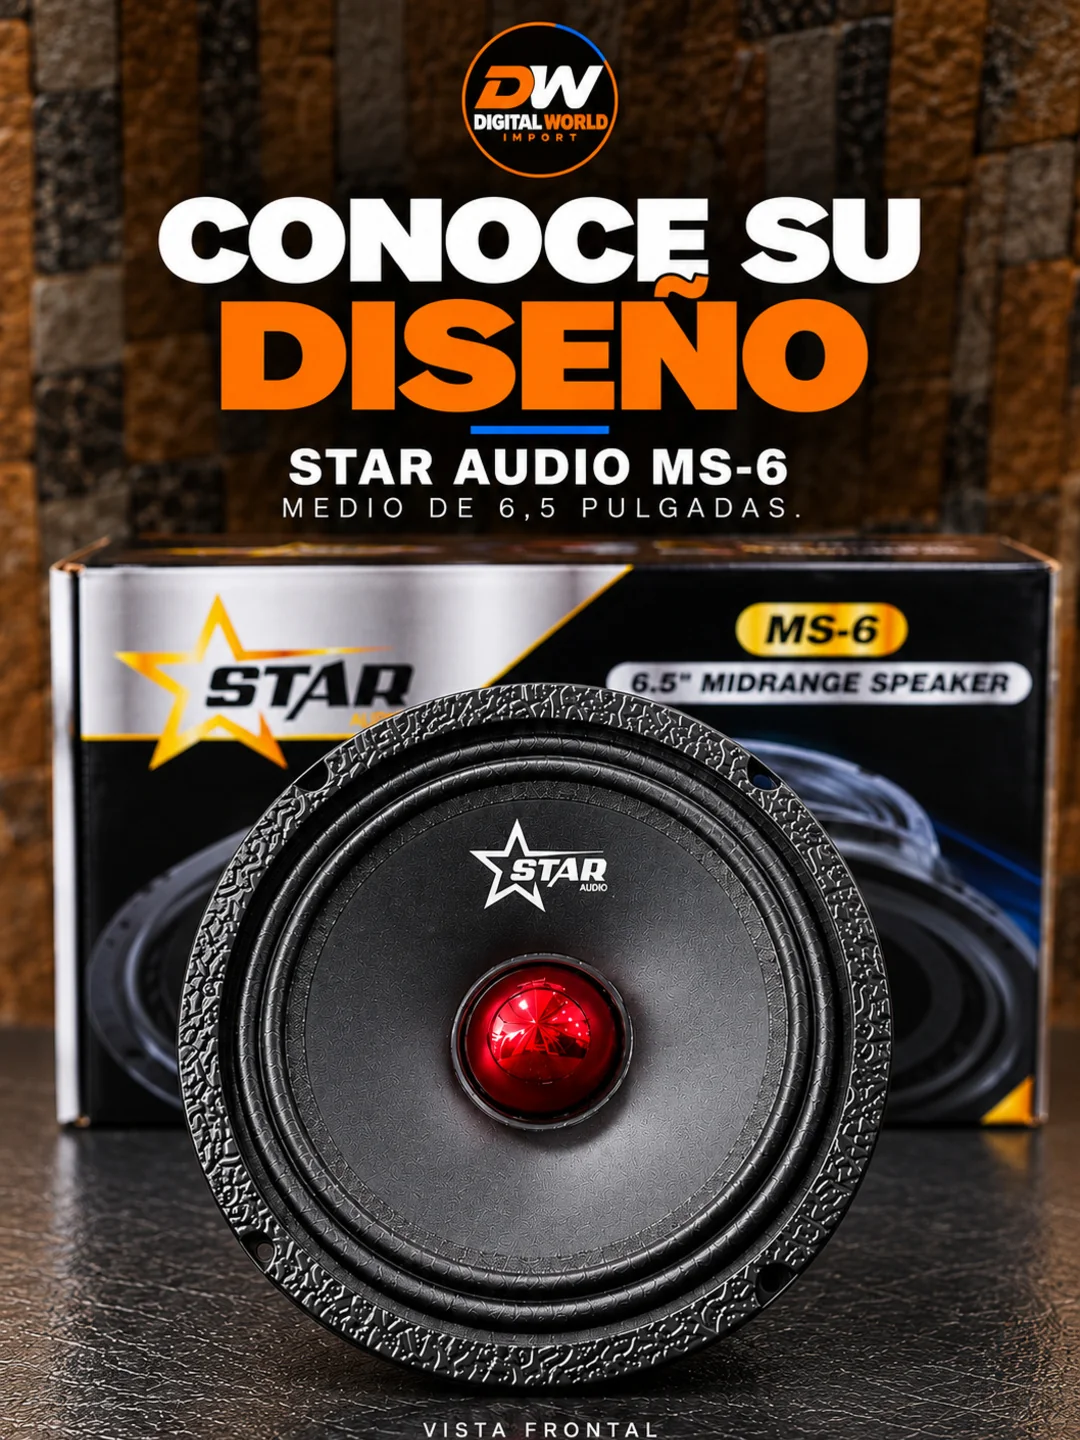 DW
DIGITAL WORLD
IMPORT
CONOCE SU
DISEÑO
STAR AUDIO MS-6
MEDIO DE 6,5 PULGADAS.
STAR
MS-6
6.5" MIDRANGE SPEAKER
STAR
AUDIO
VISTA FRONTAL